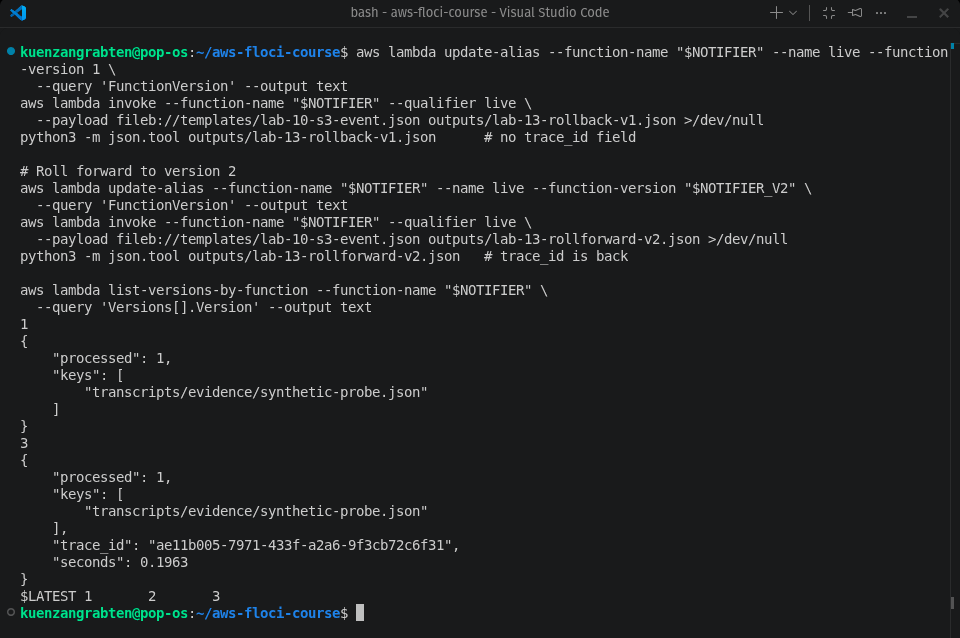 bash - aws-floci-course - Visual Studio Code
kuenzangrabten@pop-os:~/aws-floci-course$ aws lambda update-alias --function-name "$NOTIFIER" --name live --function
-version 1 \
  --query 'FunctionVersion' --output text
aws lambda invoke --function-name "$NOTIFIER" --qualifier live \
  --payload fileb://templates/lab-10-s3-event.json outputs/lab-13-rollback-v1.json >/dev/null
python3 -m json.tool outputs/lab-13-rollback-v1.json      # no trace_id field

# Roll forward to version 2
aws lambda update-alias --function-name "$NOTIFIER" --name live --function-version "$NOTIFIER_V2" \
  --query 'FunctionVersion' --output text
aws lambda invoke --function-name "$NOTIFIER" --qualifier live \
  --payload fileb://templates/lab-10-s3-event.json outputs/lab-13-rollforward-v2.json >/dev/null
python3 -m json.tool outputs/lab-13-rollforward-v2.json   # trace_id is back

aws lambda list-versions-by-function --function-name "$NOTIFIER" \
  --query 'Versions[].Version' --output text
1
{
    "processed": 1,
    "keys": [
        "transcripts/evidence/synthetic-probe.json"
    ]
}
3
{
    "processed": 1,
    "keys": [
        "transcripts/evidence/synthetic-probe.json"
    ],
    "trace_id": "ae11b005-7971-433f-a2a6-9f3cb72c6f31",
    "seconds": 0.1963
}
$LATEST 1       2       3
kuenzangrabten@pop-os:~/aws-floci-course$